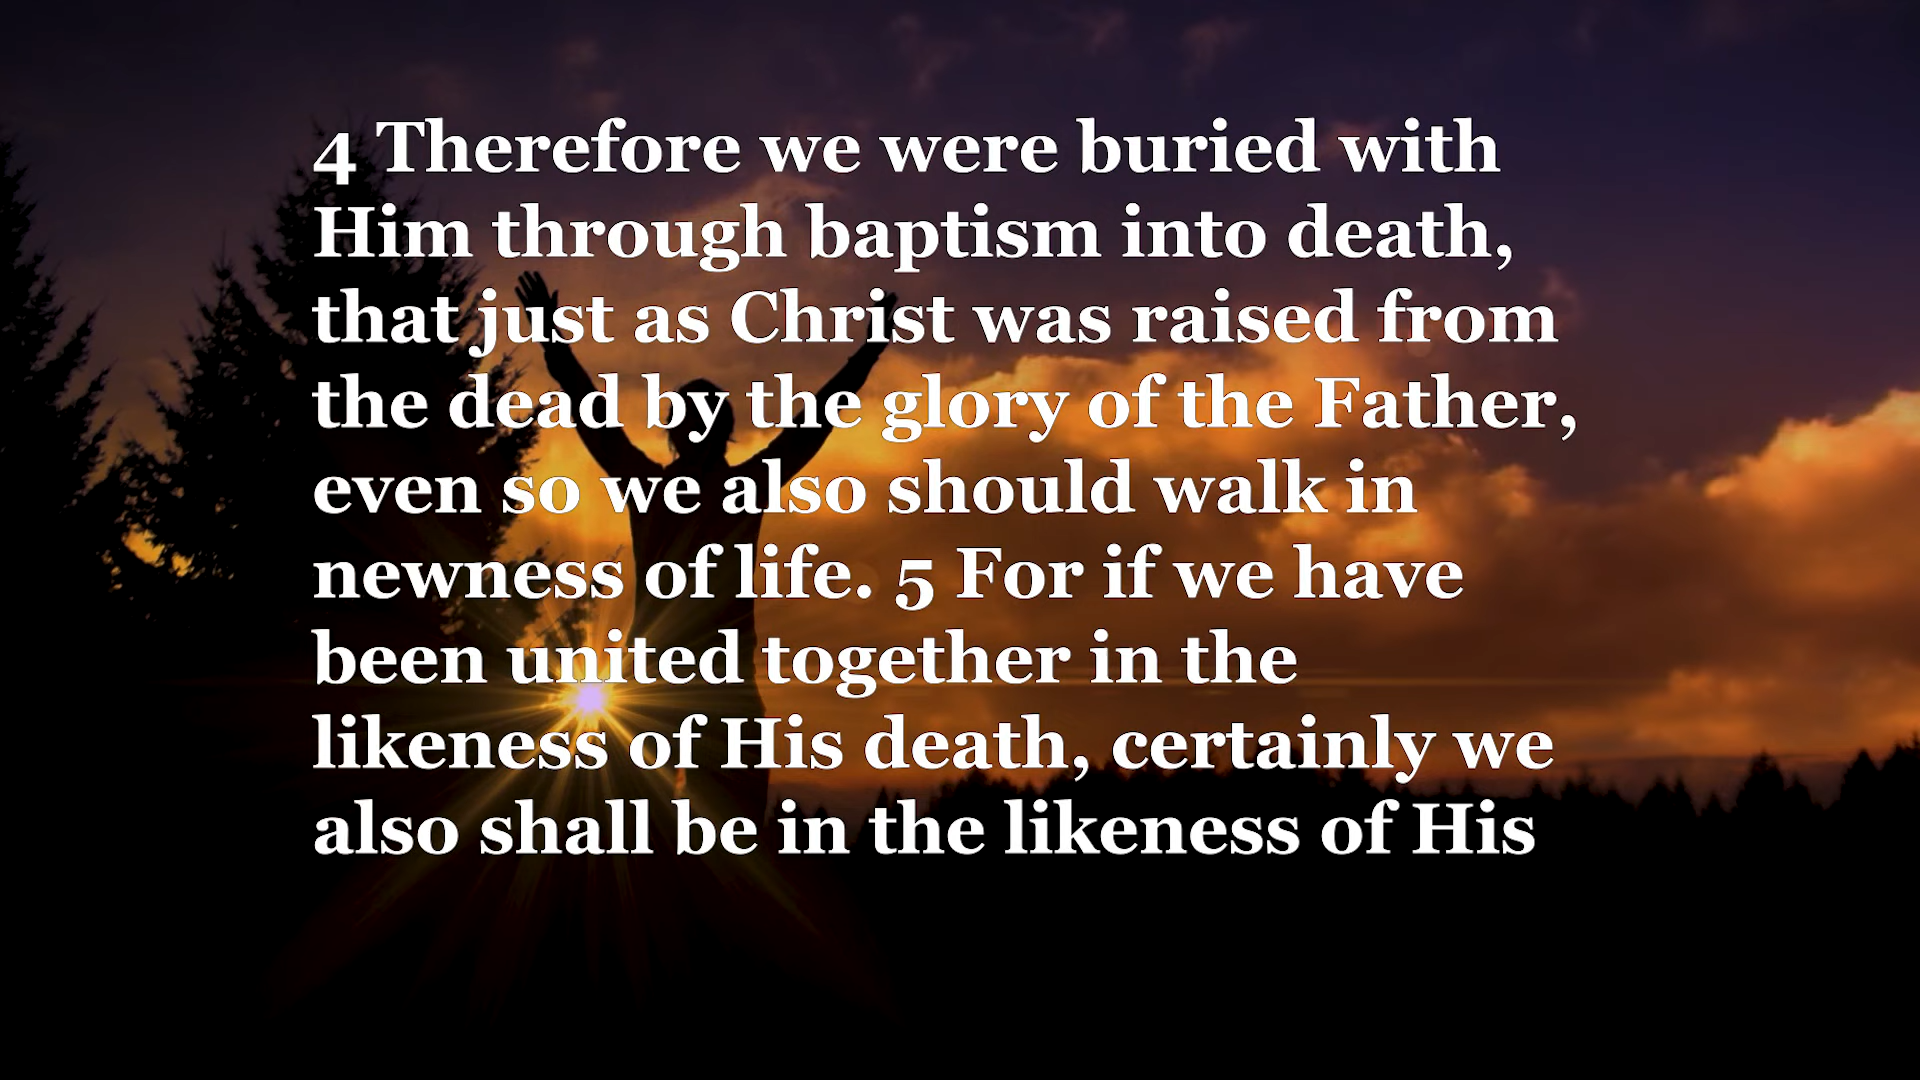 4 Therefore we were buried with
Him through baptism into death,
that just as Christ was raised from
the dead by the glory of the Father,
even so we also should walk in
newness of life. 5 For if we have
been united together in the
likeness of His death, certainly we
also shall be in the likeness of His